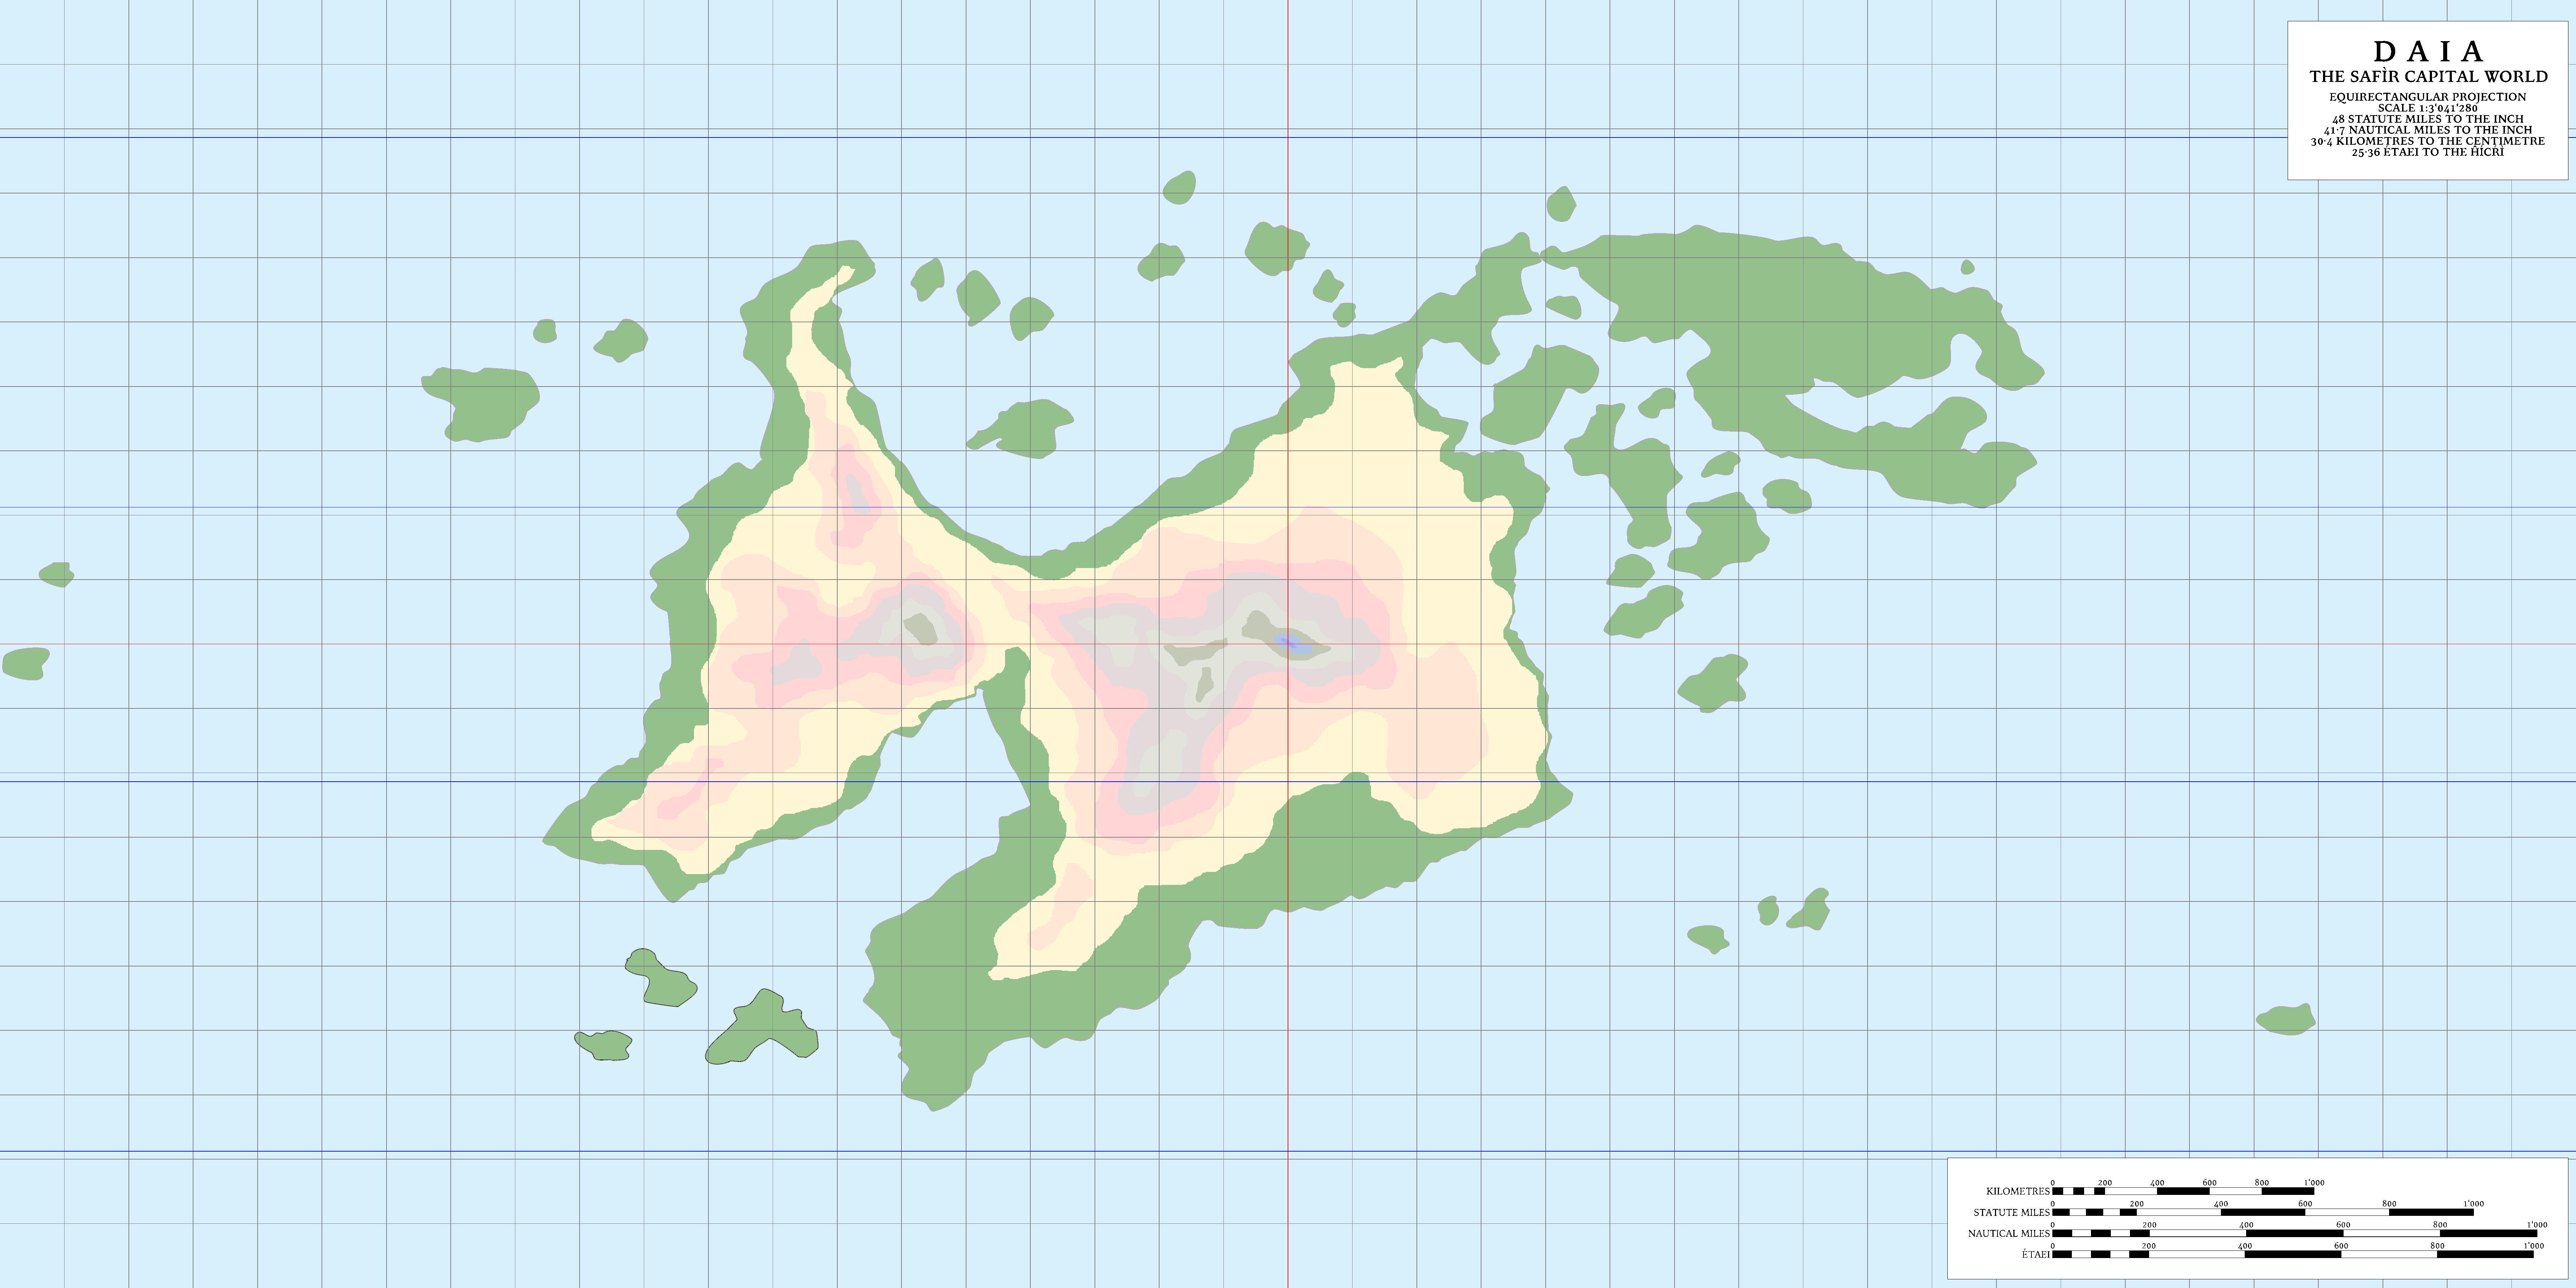 DAIA
THE SAFÌR CAPITAL WORLD
EQUIRECTANGULAR PROJECTION
SCALE 1:3'041'280
48 STATUTE MILES TO THE INCH
41·7 NAUTICAL MILES TO THE INCH
30·4 KILOMETRES TO THE CENTIMETRE
25·36 ÉTAEI TO THE ĤÍCRÌ
0 200 400 600 800 1'000
KILOMETRES
0 200 400 600 800 1'000
STATUTE MILES
0 200 400 600 800 1'000
NAUTICAL MILES
0 200 400 600 800 1'000
ÉTAEI